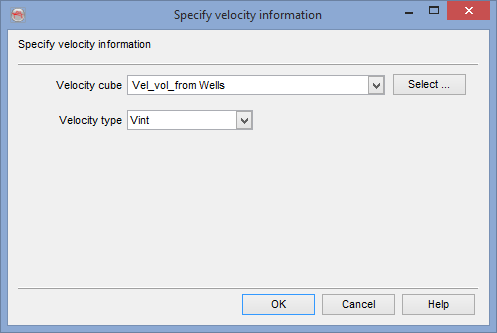 Specify velocity information
Specify velocity information
Velocity cube Vel_vol_from Wells Select ...
Velocity type Vint
OK Cancel Help